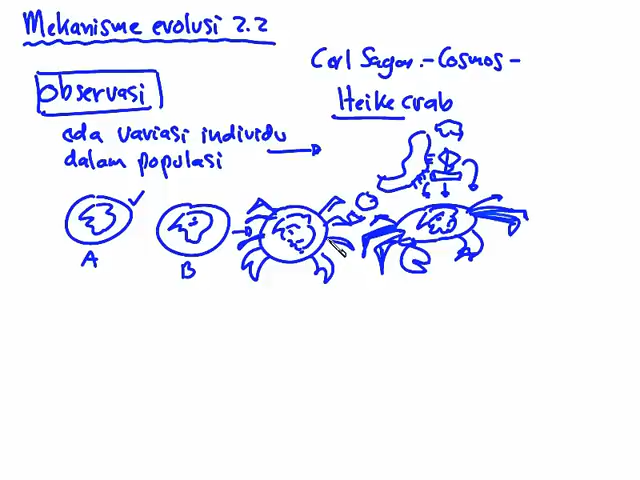 Mekanisme evolusi 2.2
Carl Sagan - Cosmos -
Observasi
Heike crab
ada variasi individu
dalam populasi
A
B